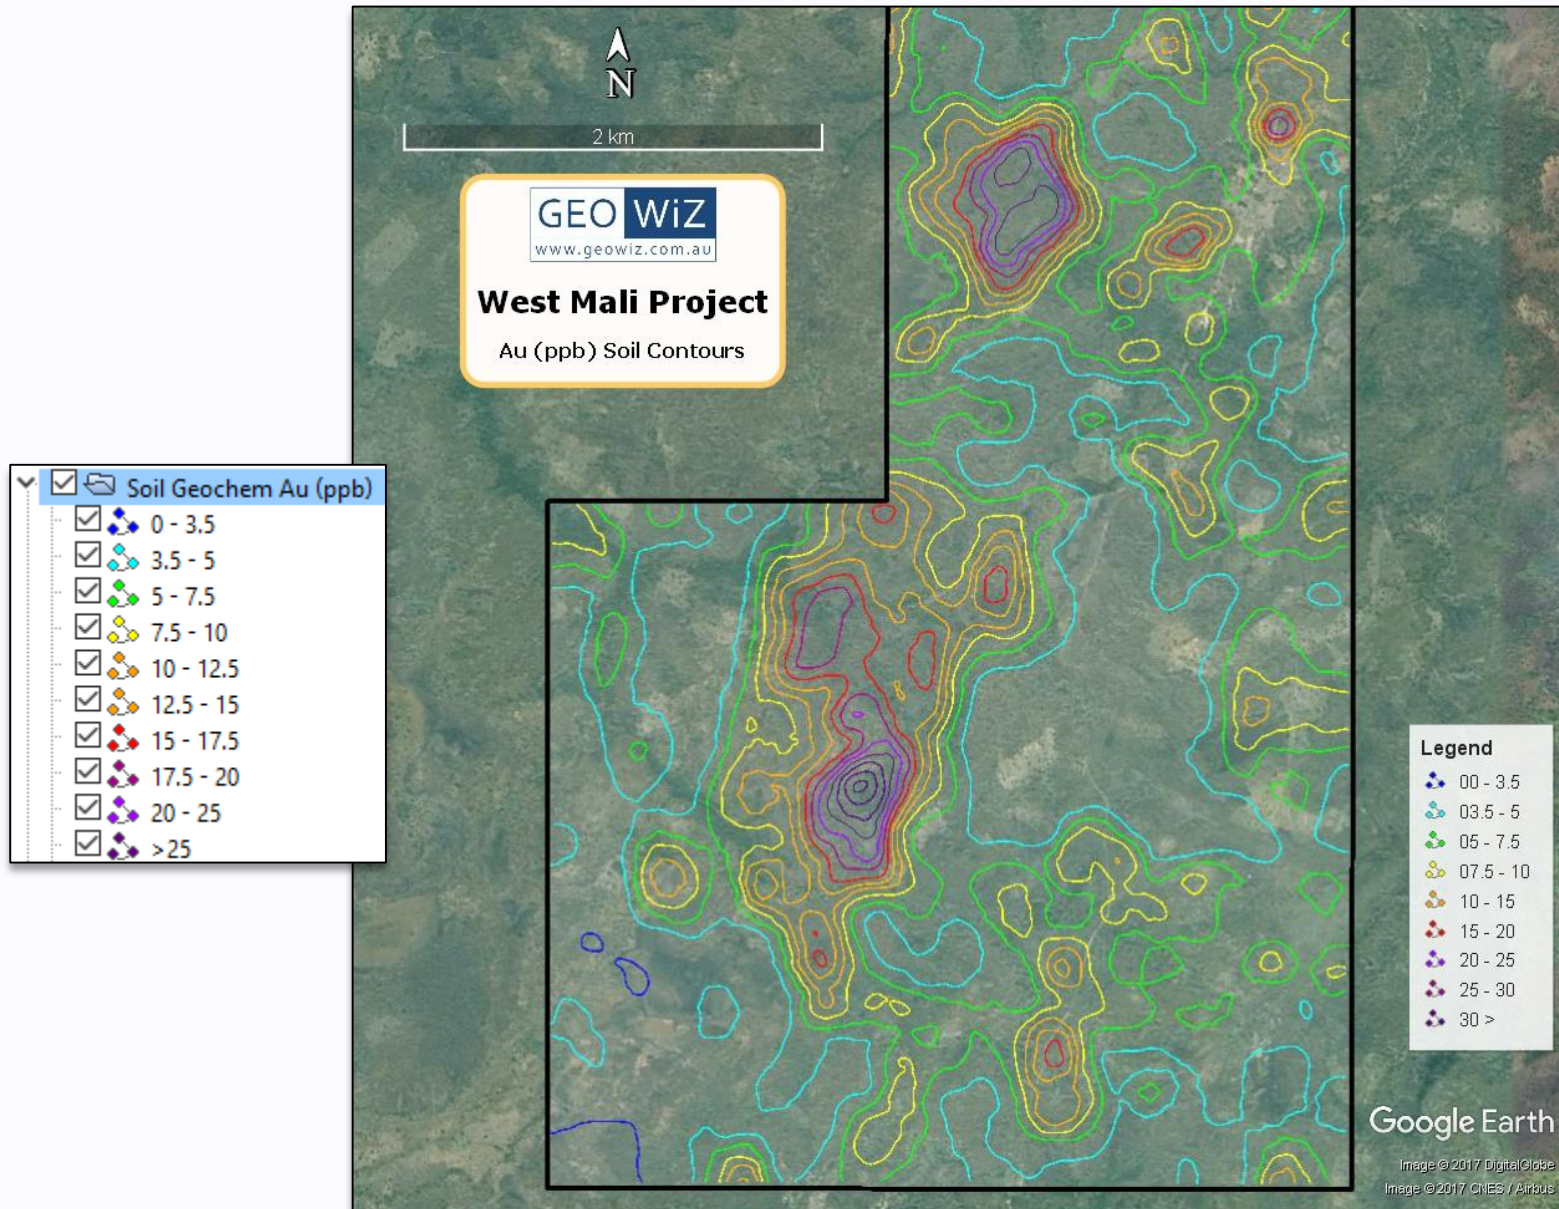 N
2 km
GEO WiZ
www.geowiz.com.au
West Mali Project
Au (ppb) Soil Contours
Soil Geochem Au (ppb)
0 - 3.5
3.5 - 5
5 - 7.5
7.5 - 10
10 - 12.5
12.5 - 15
15 - 17.5
17.5 - 20
20 - 25
>25
Legend
00 - 3.5
03.5 - 5
05 - 7.5
07.5 - 10
10 - 15
15 - 20
20 - 25
25 - 30
30 >
Google Earth
Image © 2017 DigitalGlobe
Image © 2017 CNES / Airbus